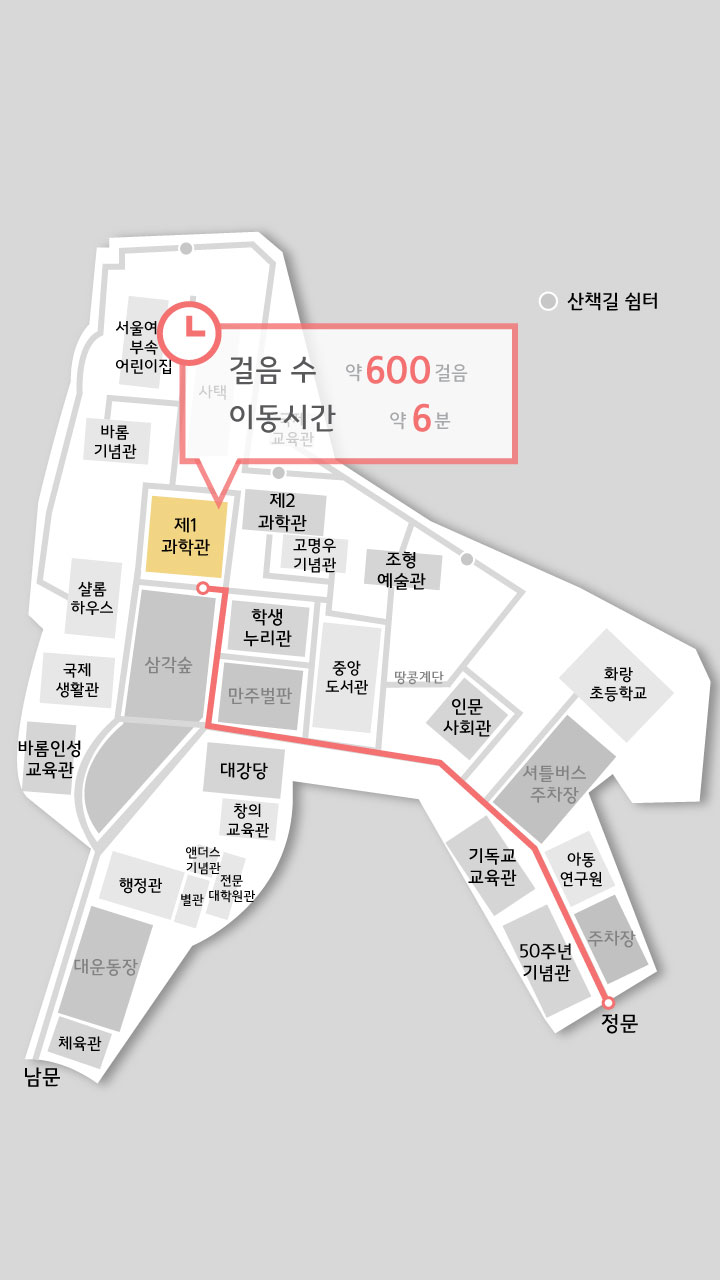 산책길 쉼터
서울여
부속
어린이집
걸음 수 약 600 걸음
사택
이동시간 약 6 분
교육관
바롬
기념관
제1
과학관
제2
과학관
고명우
기념관
조형
예술관
샬롬
하우스
학생
누리관
삼각숲
중앙
도서관
국제
생활관
만주벌판
땅콩계단
화랑
초등학교
인문
사회관
바롬인성
교육관
대강당
셔틀버스
주차장
창의
교육관
앤더스
기념관
전문
대학원관
별관
행정관
기독교
교육관
아동
연구원
50주년
기념관
주차장
대운동장
체육관
정문
남문